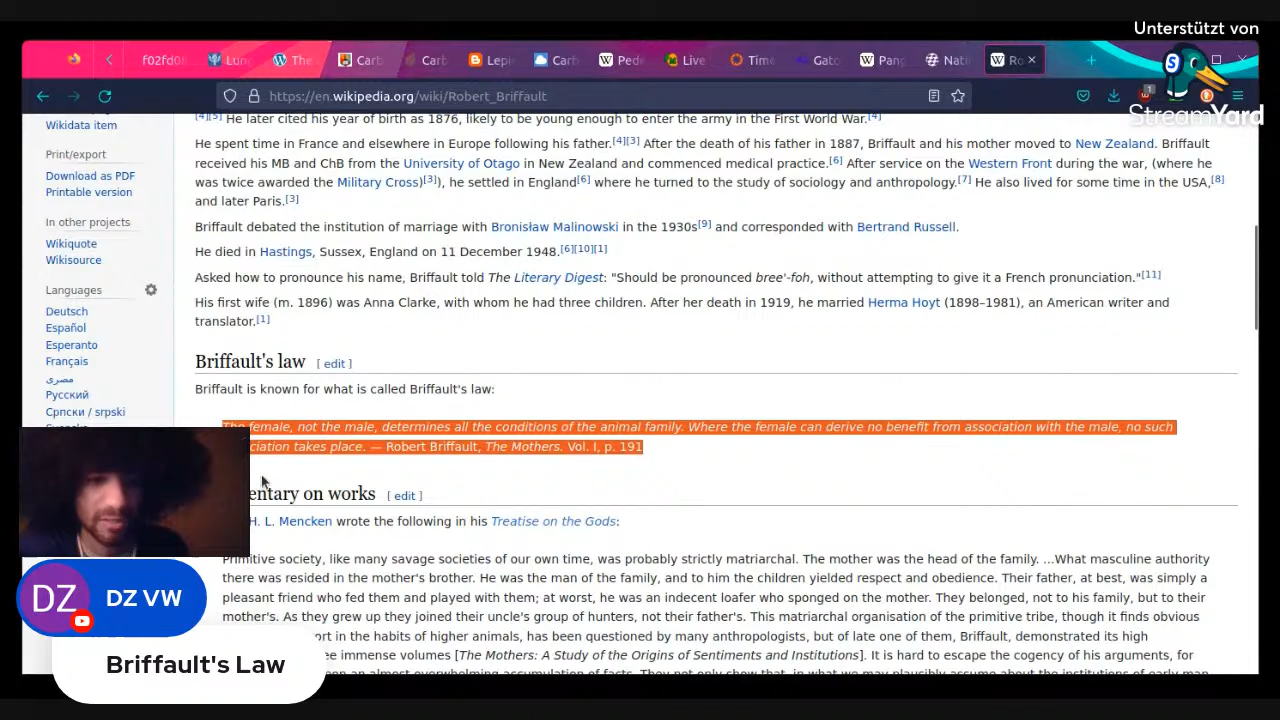 Unterstützt von
StreamYard
f02fd08
Lun
The
Carb
Carb
Lepi
Carb
Pede
Live
Time
Gato
Pang
Nati
Ro
https://en.wikipedia.org/wiki/Robert_Briffault
1
Wikidata item
Print/export
Download as PDF
Printable version
In other projects
Wikiquote
Wikisource
Languages
Deutsch
Español
Esperanto
Français
مصرى
Русский
Српски / srpski
[4][5] He later cited his year of birth as 1876, likely to be young enough to enter the army in the First World War.[4]
He spent time in France and elsewhere in Europe following his father.[4][3] After the death of his father in 1887, Briffault and his mother moved to New Zealand. Briffault
received his MB and ChB from the University of Otago in New Zealand and commenced medical practice.[6] After service on the Western Front during the war, (where he
was twice awarded the Military Cross)[3]), he settled in England[6] where he turned to the study of sociology and anthropology.[7] He also lived for some time in the USA,[8]
and later Paris.[3]
Briffault debated the institution of marriage with Bronisław Malinowski in the 1930s[9] and corresponded with Bertrand Russell.
He died in Hastings, Sussex, England on 11 December 1948.[6][10][1]
Asked how to pronounce his name, Briffault told The Literary Digest: "Should be pronounced bree'-foh, without attempting to give it a French pronunciation."[11]
His first wife (m. 1896) was Anna Clarke, with whom he had three children. After her death in 1919, he married Herma Hoyt (1898–1981), an American writer and
translator.[1]
Briffault's law [ edit ]
Briffault is known for what is called Briffault's law:
The female, not the male, determines all the conditions of the animal family. Where the female can derive no benefit from association with the male, no such
ciation takes place. — Robert Briffault, The Mothers. Vol. I, p. 191
entary on works [ edit ]
H. L. Mencken wrote the following in his Treatise on the Gods:
Primitive society, like many savage societies of our own time, was probably strictly matriarchal. The mother was the head of the family. ...What masculine authority
there was resided in the mother's brother. He was the man of the family, and to him the children yielded respect and obedience. Their father, at best, was simply a
pleasant friend who fed them and played with them; at worst, he was an indecent loafer who sponged on the mother. They belonged, not to his family, but to their
mother's. As they grew up they joined their uncle's group of hunters, not their father's. This matriarchal organisation of the primitive tribe, though it finds obvious
ort in the habits of higher animals, has been questioned by many anthropologists, but of late one of them, Briffault, demonstrated its high
ee immense volumes [The Mothers: A Study of the Origins of Sentiments and Institutions]. It is hard to escape the cogency of his arguments, for
DZ
DZ VW
Briffault's Law